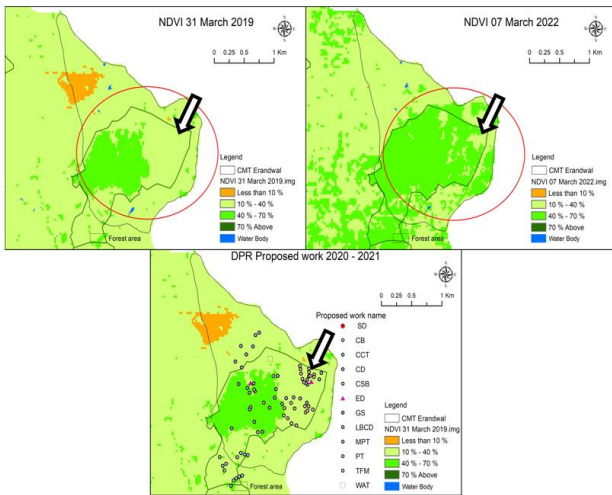 NDVI 31 March 2019
0 0.25 0.5 1 Km
Legend
CMT Erandwal
NDVI 31 March 2019.img
Less than 10 %
10 % - 40 %
40 % - 70 %
70 % Above
Water Body
Forest area
NDVI 07 March 2022
0 0.25 0.5 1 Km
Legend
CMT Erandwal
NDVI 07 March 2022.img
Less than 10 %
10 % - 40 %
40 % - 70 %
70 % Above
Water Body
Forest area
DPR Proposed work 2020 - 2021
0 0.25 0.5 1 Km
Proposed work name
SD
CB
CCT
CD
CSB
ED
GS
LBCD
MPT
PT
TFM
WAT
Legend
CMT Erandwal
NDVI 31 March 2019.img
Less than 10 %
10 % - 40 %
40 % - 70 %
70 % Above
Water Body
Forest area